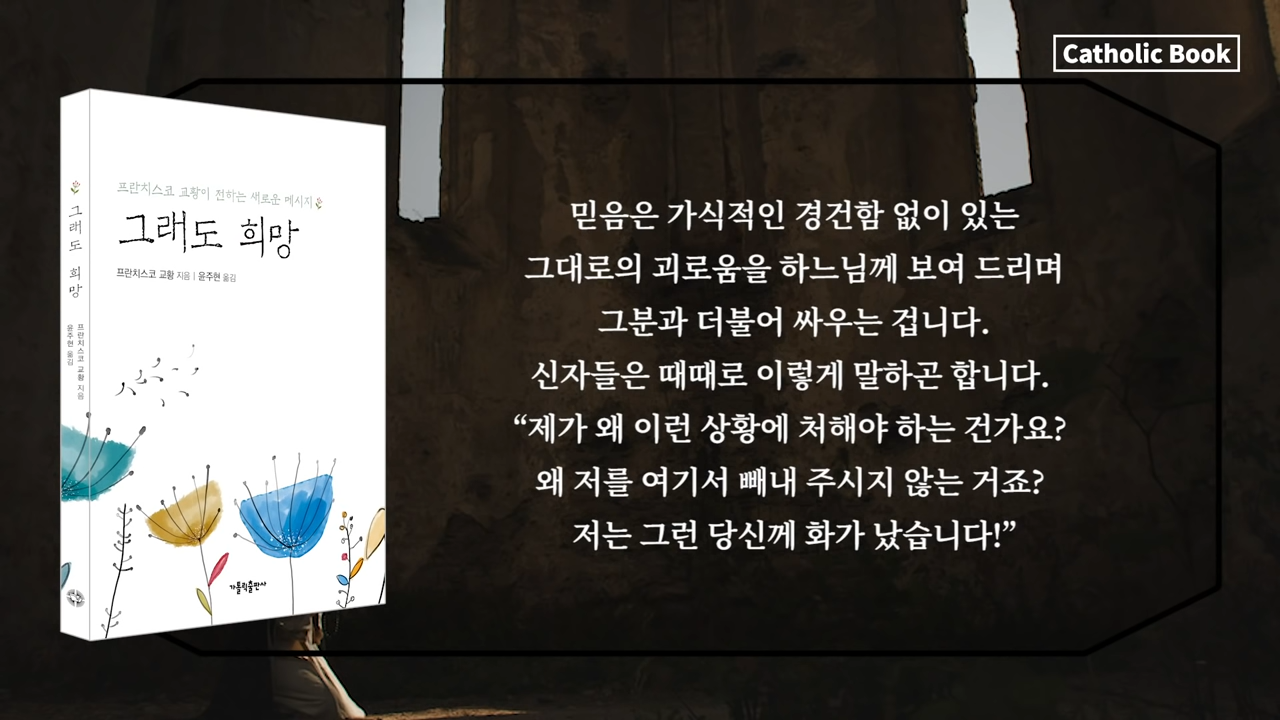 Catholic Book
프란치스코 교황이 전하는 새로운 메시지
그래도 희망
프란치스코 교황 지음 | 윤주현 옮김
가톨릭출판사
그래도 희망
프란치스코 교황 지음
윤주현 옮김
믿음은 가식적인 경건함 없이 있는
그대로의 괴로움을 하느님께 보여 드리며
그분과 더불어 싸우는 겁니다.
신자들은 때때로 이렇게 말하곤 합니다.
“제가 왜 이런 상황에 처해야 하는 건가요?
왜 저를 여기서 빼내 주시지 않는 거죠?
저는 그런 당신께 화가 났습니다!”